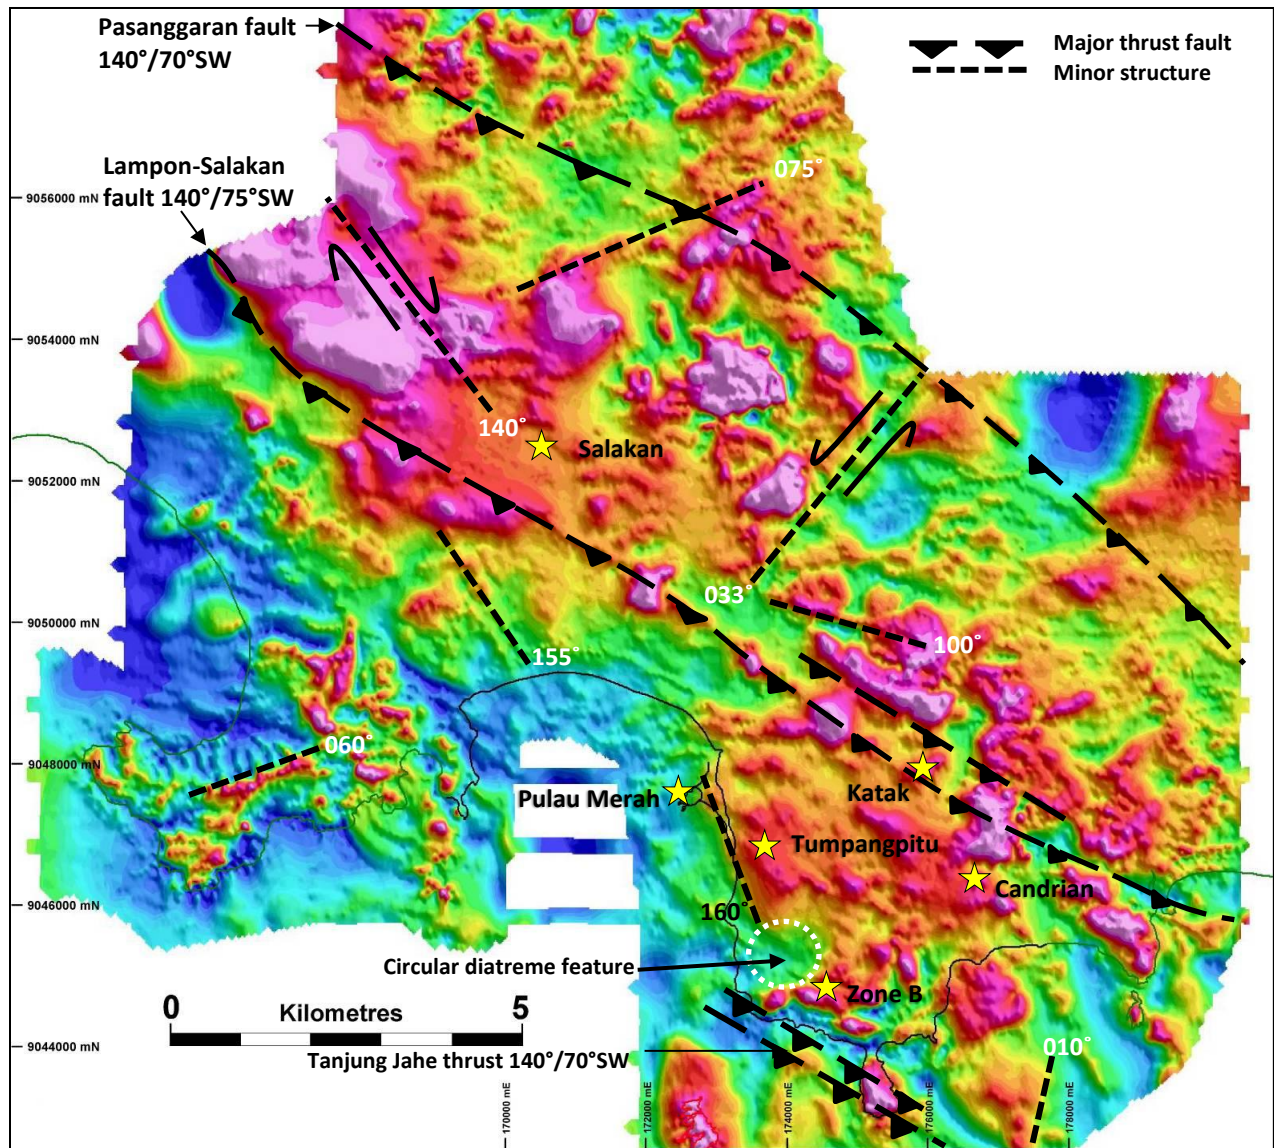 Pasanggaran fault
140°/70°SW
Major thrust fault
Minor structure
Lampon-Salakan
fault 140°/75°SW
075°
9056000 mN
9054000 mN
140°
Salakan
9052000 mN
033°
9050000 mN
100°
155°
060°
9048000 mN
Pulau Merah
Katak
Tumpangpitu
Candrian
9046000 mN
160°
Circular diatreme feature
Zone B
0 Kilometres 5
9044000 mN
Tanjung Jahe thrust 140°/70°SW
010°
170000 mE
172000 mE
174000 mE
176000 mE
178000 mE